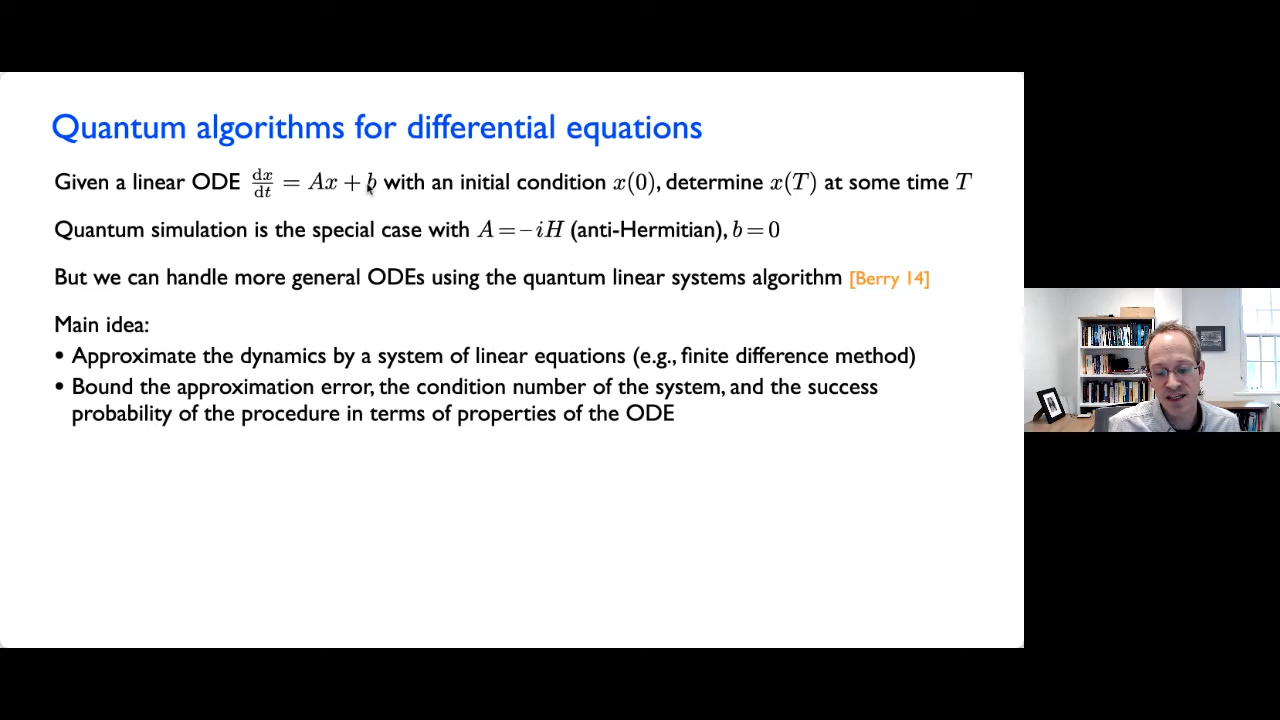 Quantum algorithms for differential equations
Given a linear ODE dx/dt = Ax + b with an initial condition x(0), determine x(T) at some time T
Quantum simulation is the special case with A = −iH (anti-Hermitian), b = 0
But we can handle more general ODEs using the quantum linear systems algorithm [Berry 14]
Main idea:
• Approximate the dynamics by a system of linear equations (e.g., finite difference method)
• Bound the approximation error, the condition number of the system, and the success
probability of the procedure in terms of properties of the ODE